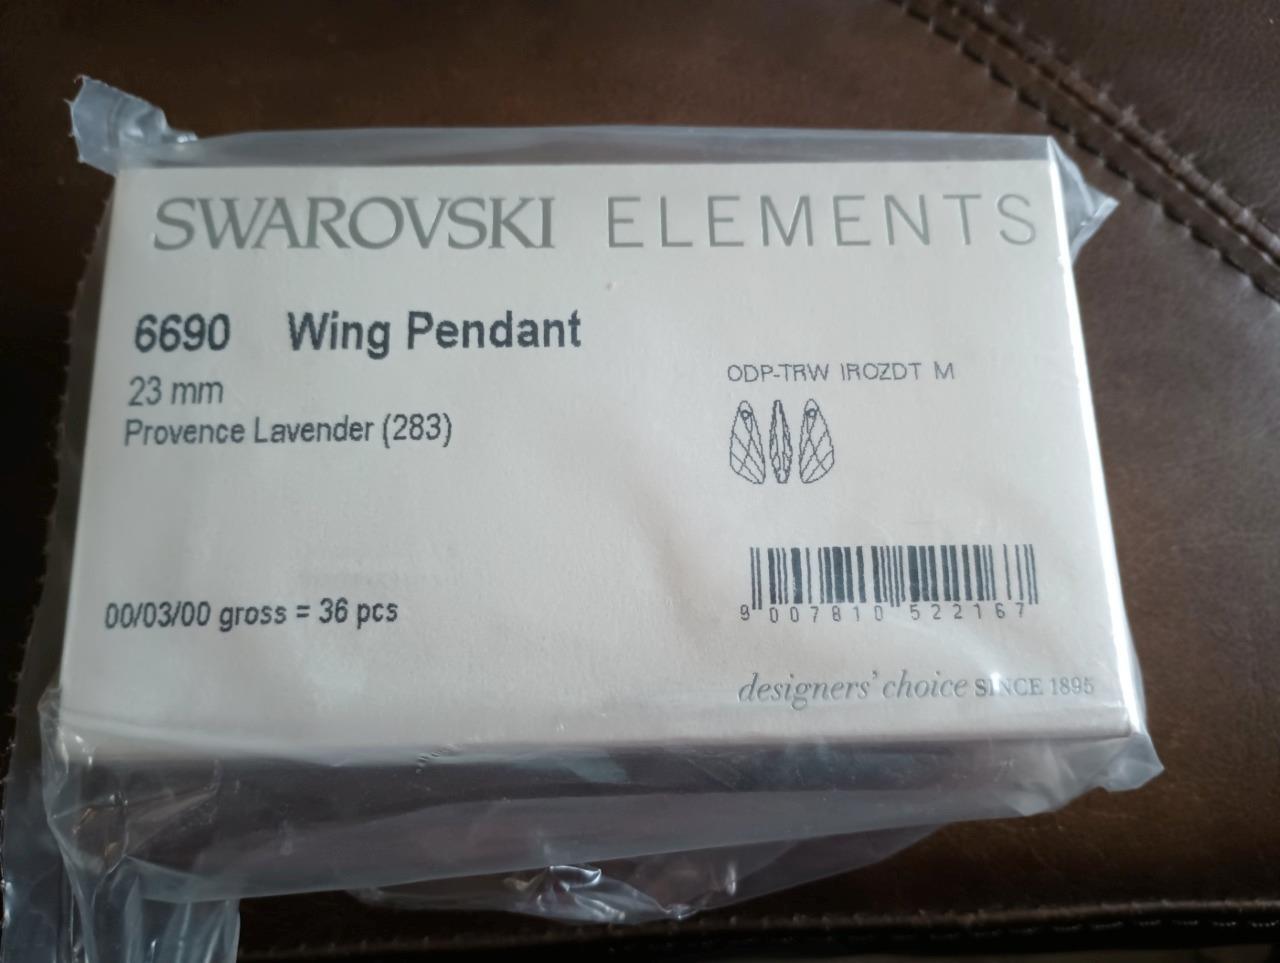 SWAROVSKI ELEMENTS
6690 Wing Pendant
23 mm
Provence Lavender (283)
ODP-TRW IROZDT M
00/03/00 gross = 36 pcs
9 007810 522167
designers' choice SINCE 1895